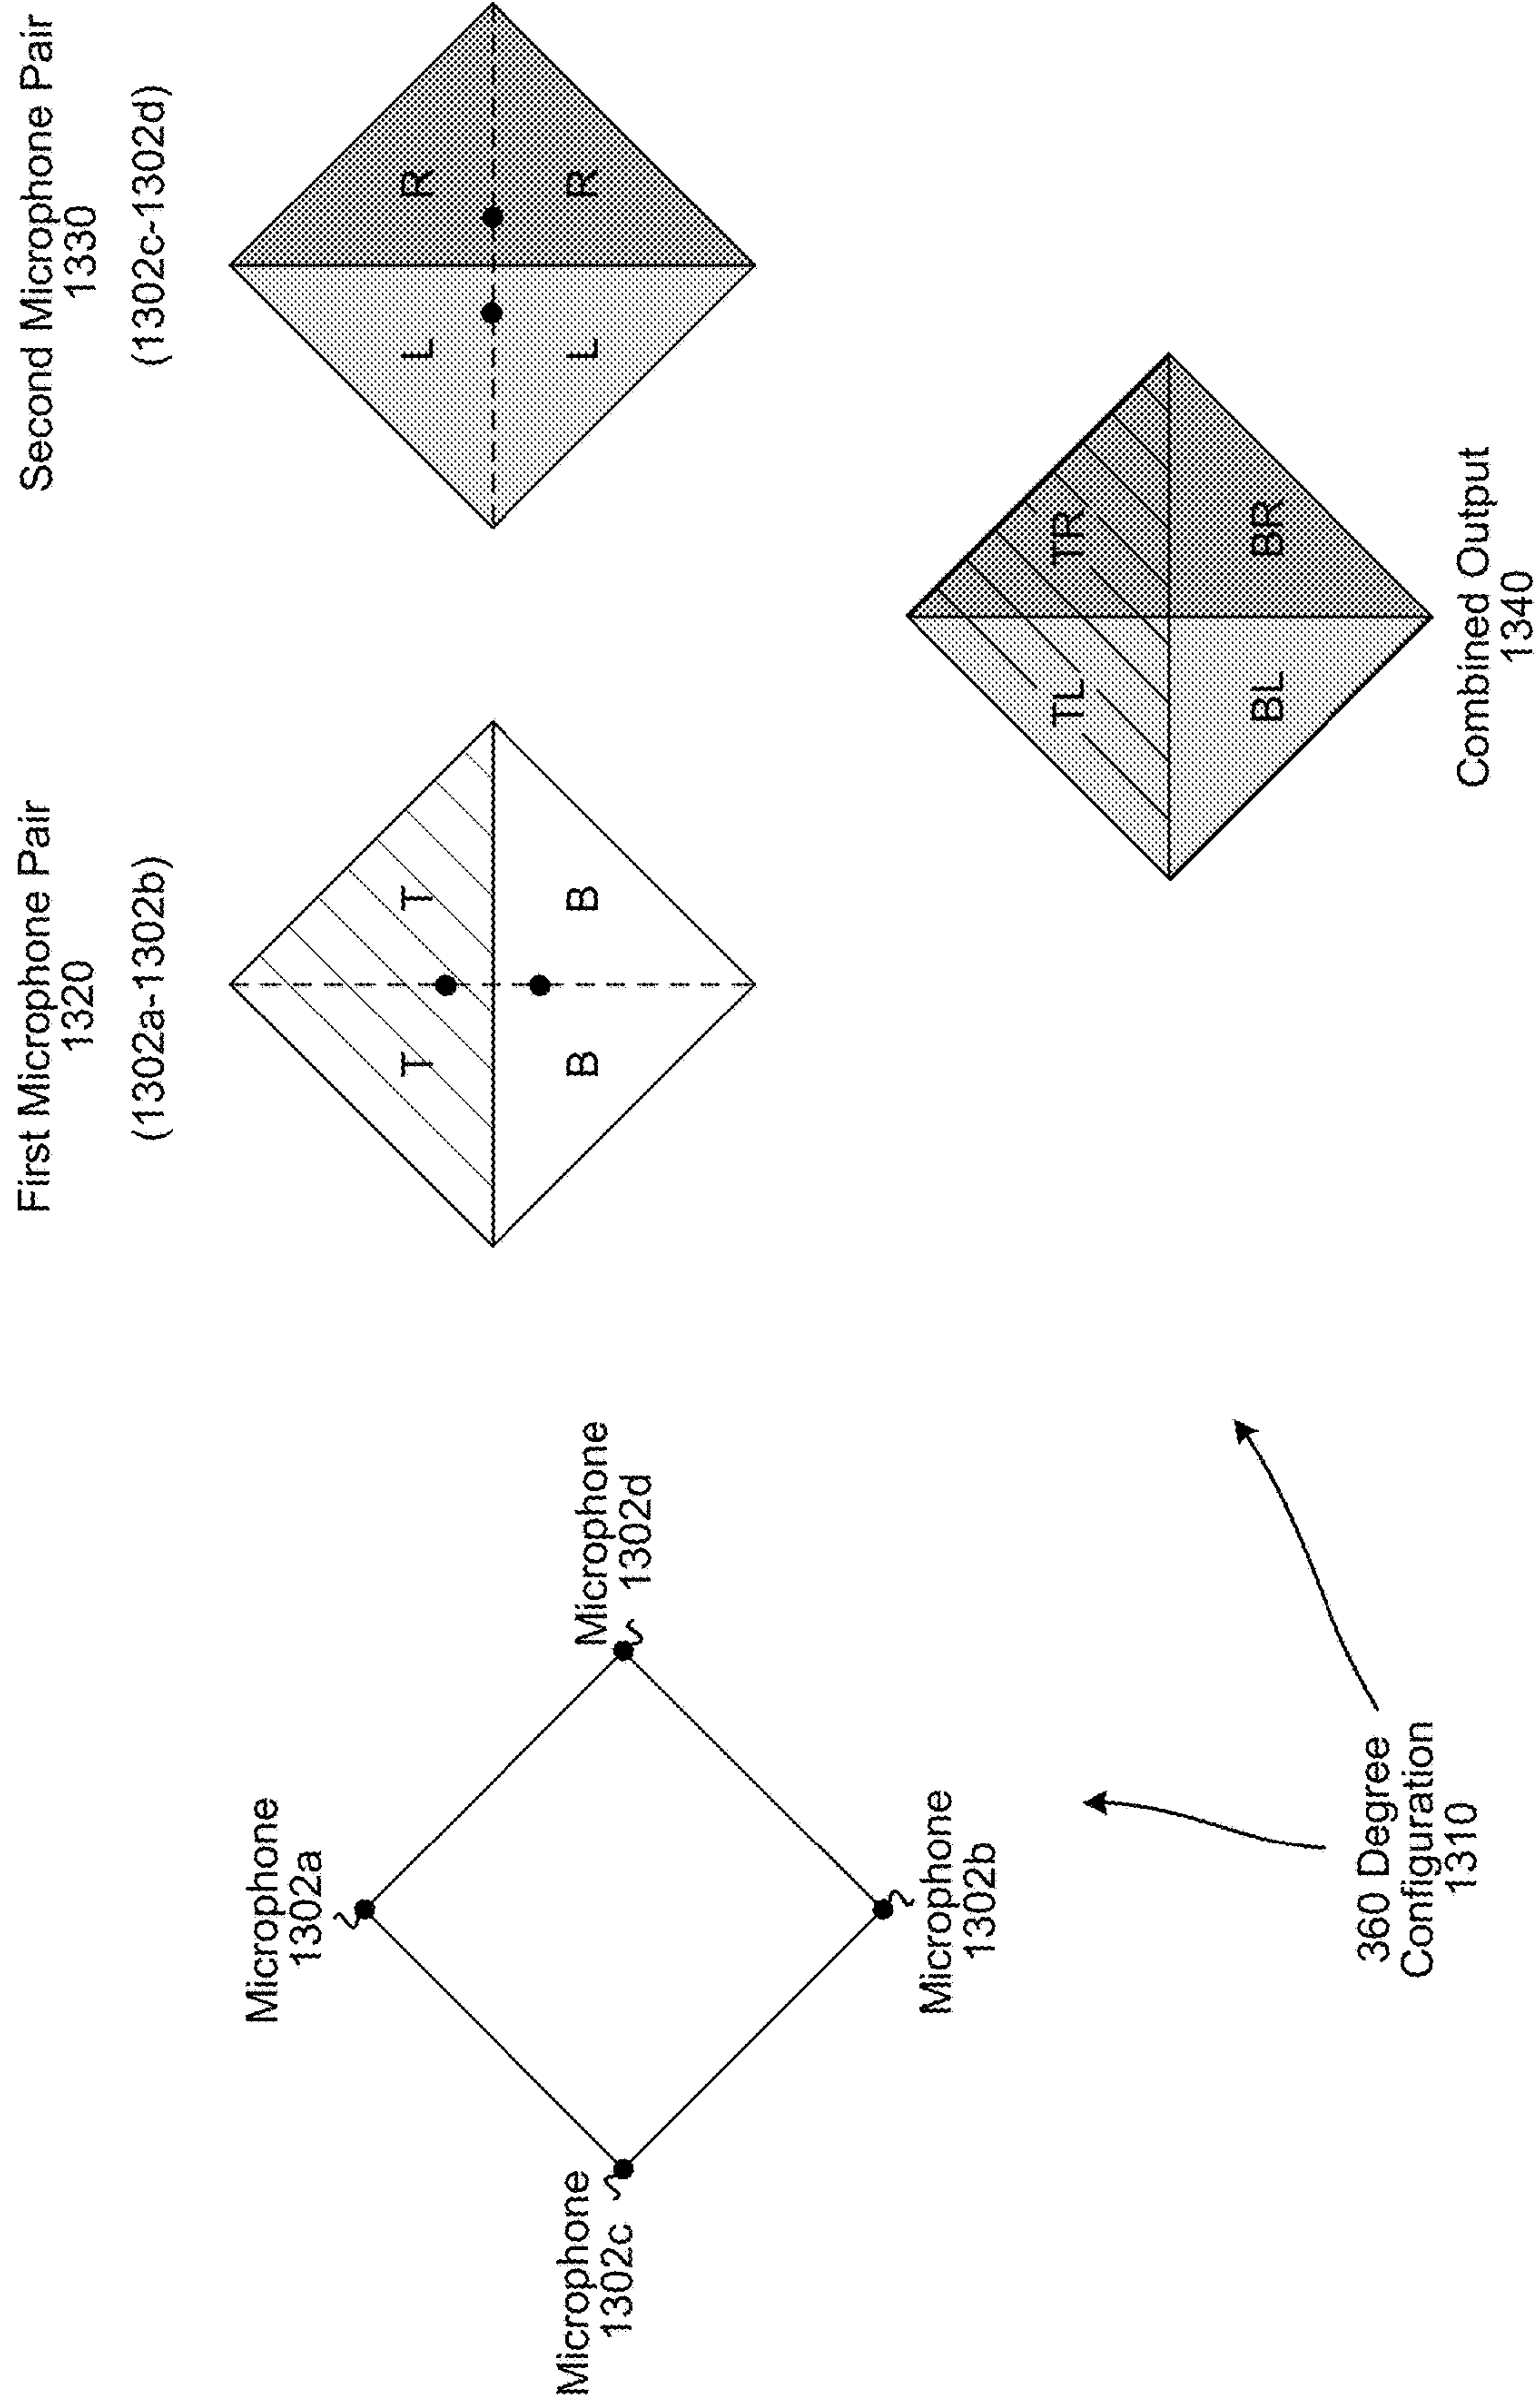 Microphone
1302a
Microphone
1302c
Microphone
1302d
Microphone
1302b
360 Degree
Configuration
1310
First Microphone Pair
1320
(1302a-1302b)
T
T
B
B
Second Microphone Pair
1330
(1302c-1302d)
L
R
L
R
TL
TR
BL
BR
Combined Output
1340